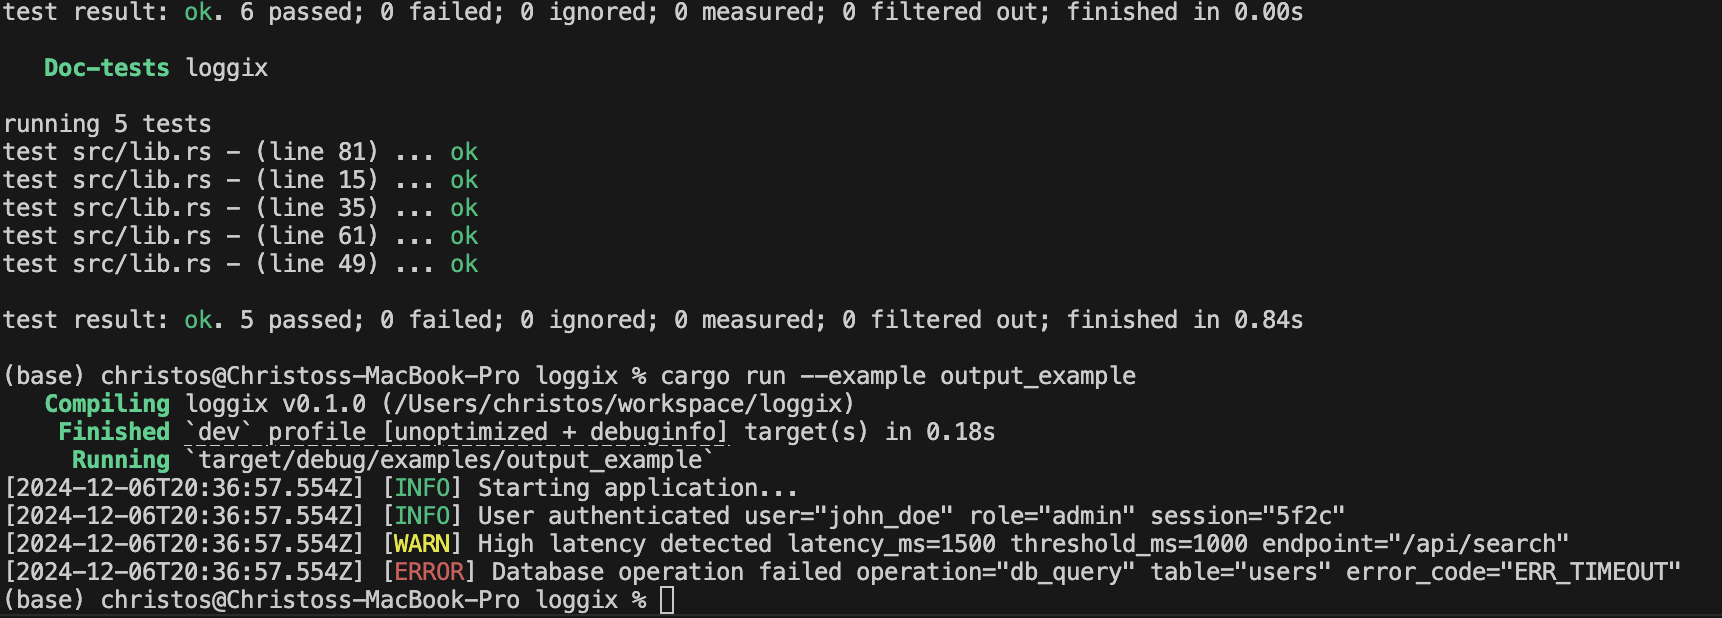 test result: ok. 6 passed; 0 failed; 0 ignored; 0 measured; 0 filtered out; finished in 0.00s
Doc-tests loggix
running 5 tests
test src/lib.rs - (line 81) ... ok
test src/lib.rs - (line 15) ... ok
test src/lib.rs - (line 35) ... ok
test src/lib.rs - (line 61) ... ok
test src/lib.rs - (line 49) ... ok
test result: ok. 5 passed; 0 failed; 0 ignored; 0 measured; 0 filtered out; finished in 0.84s
(base) christos@Christoss-MacBook-Pro loggix % cargo run --example output_example
Compiling loggix v0.1.0 (/Users/christos/workspace/loggix)
Finished `dev` profile [unoptimized + debuginfo] target(s) in 0.18s
Running `target/debug/examples/output_example`
[2024-12-06T20:36:57.554Z] [INFO] Starting application...
[2024-12-06T20:36:57.554Z] [INFO] User authenticated user="john_doe" role="admin" session="5f2c"
[2024-12-06T20:36:57.554Z] [WARN] High latency detected latency_ms=1500 threshold_ms=1000 endpoint="/api/search"
[2024-12-06T20:36:57.554Z] [ERROR] Database operation failed operation="db_query" table="users" error_code="ERR_TIMEOUT"
(base) christos@Christoss-MacBook-Pro loggix %